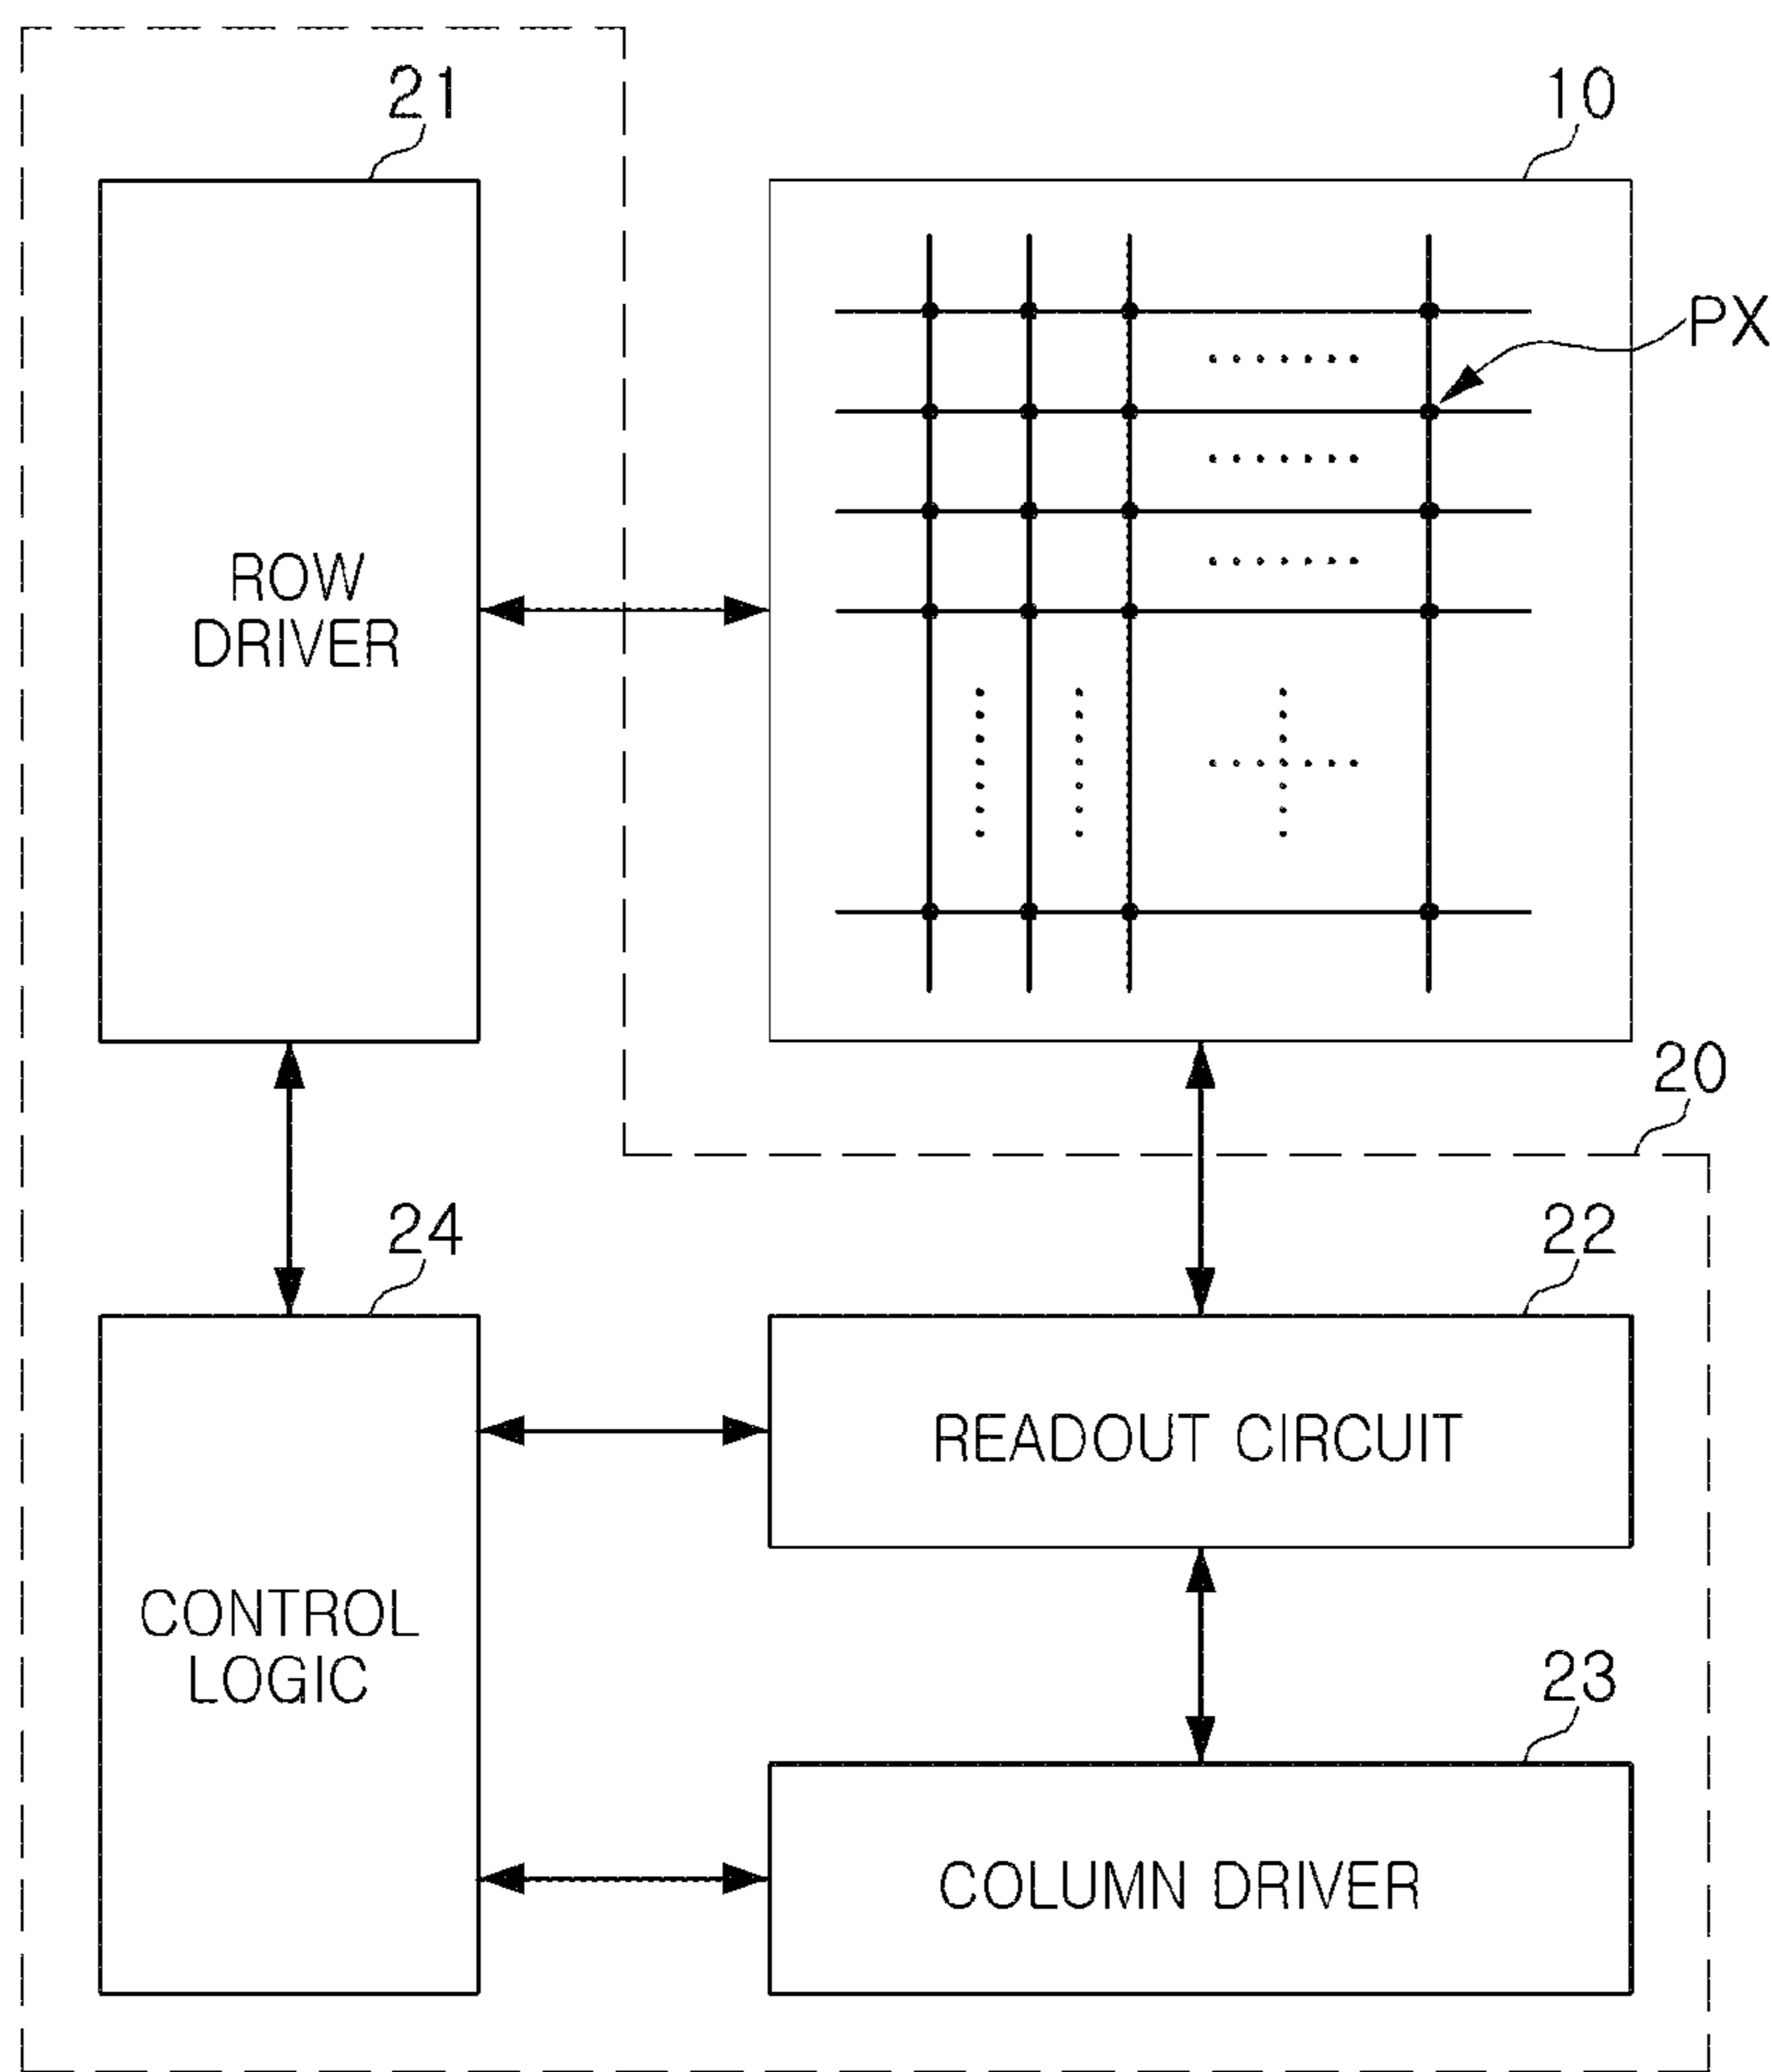 21
10
PX
ROW
DRIVER
20
24
22
READOUT CIRCUIT
CONTROL
LOGIC
23
COLUMN DRIVER